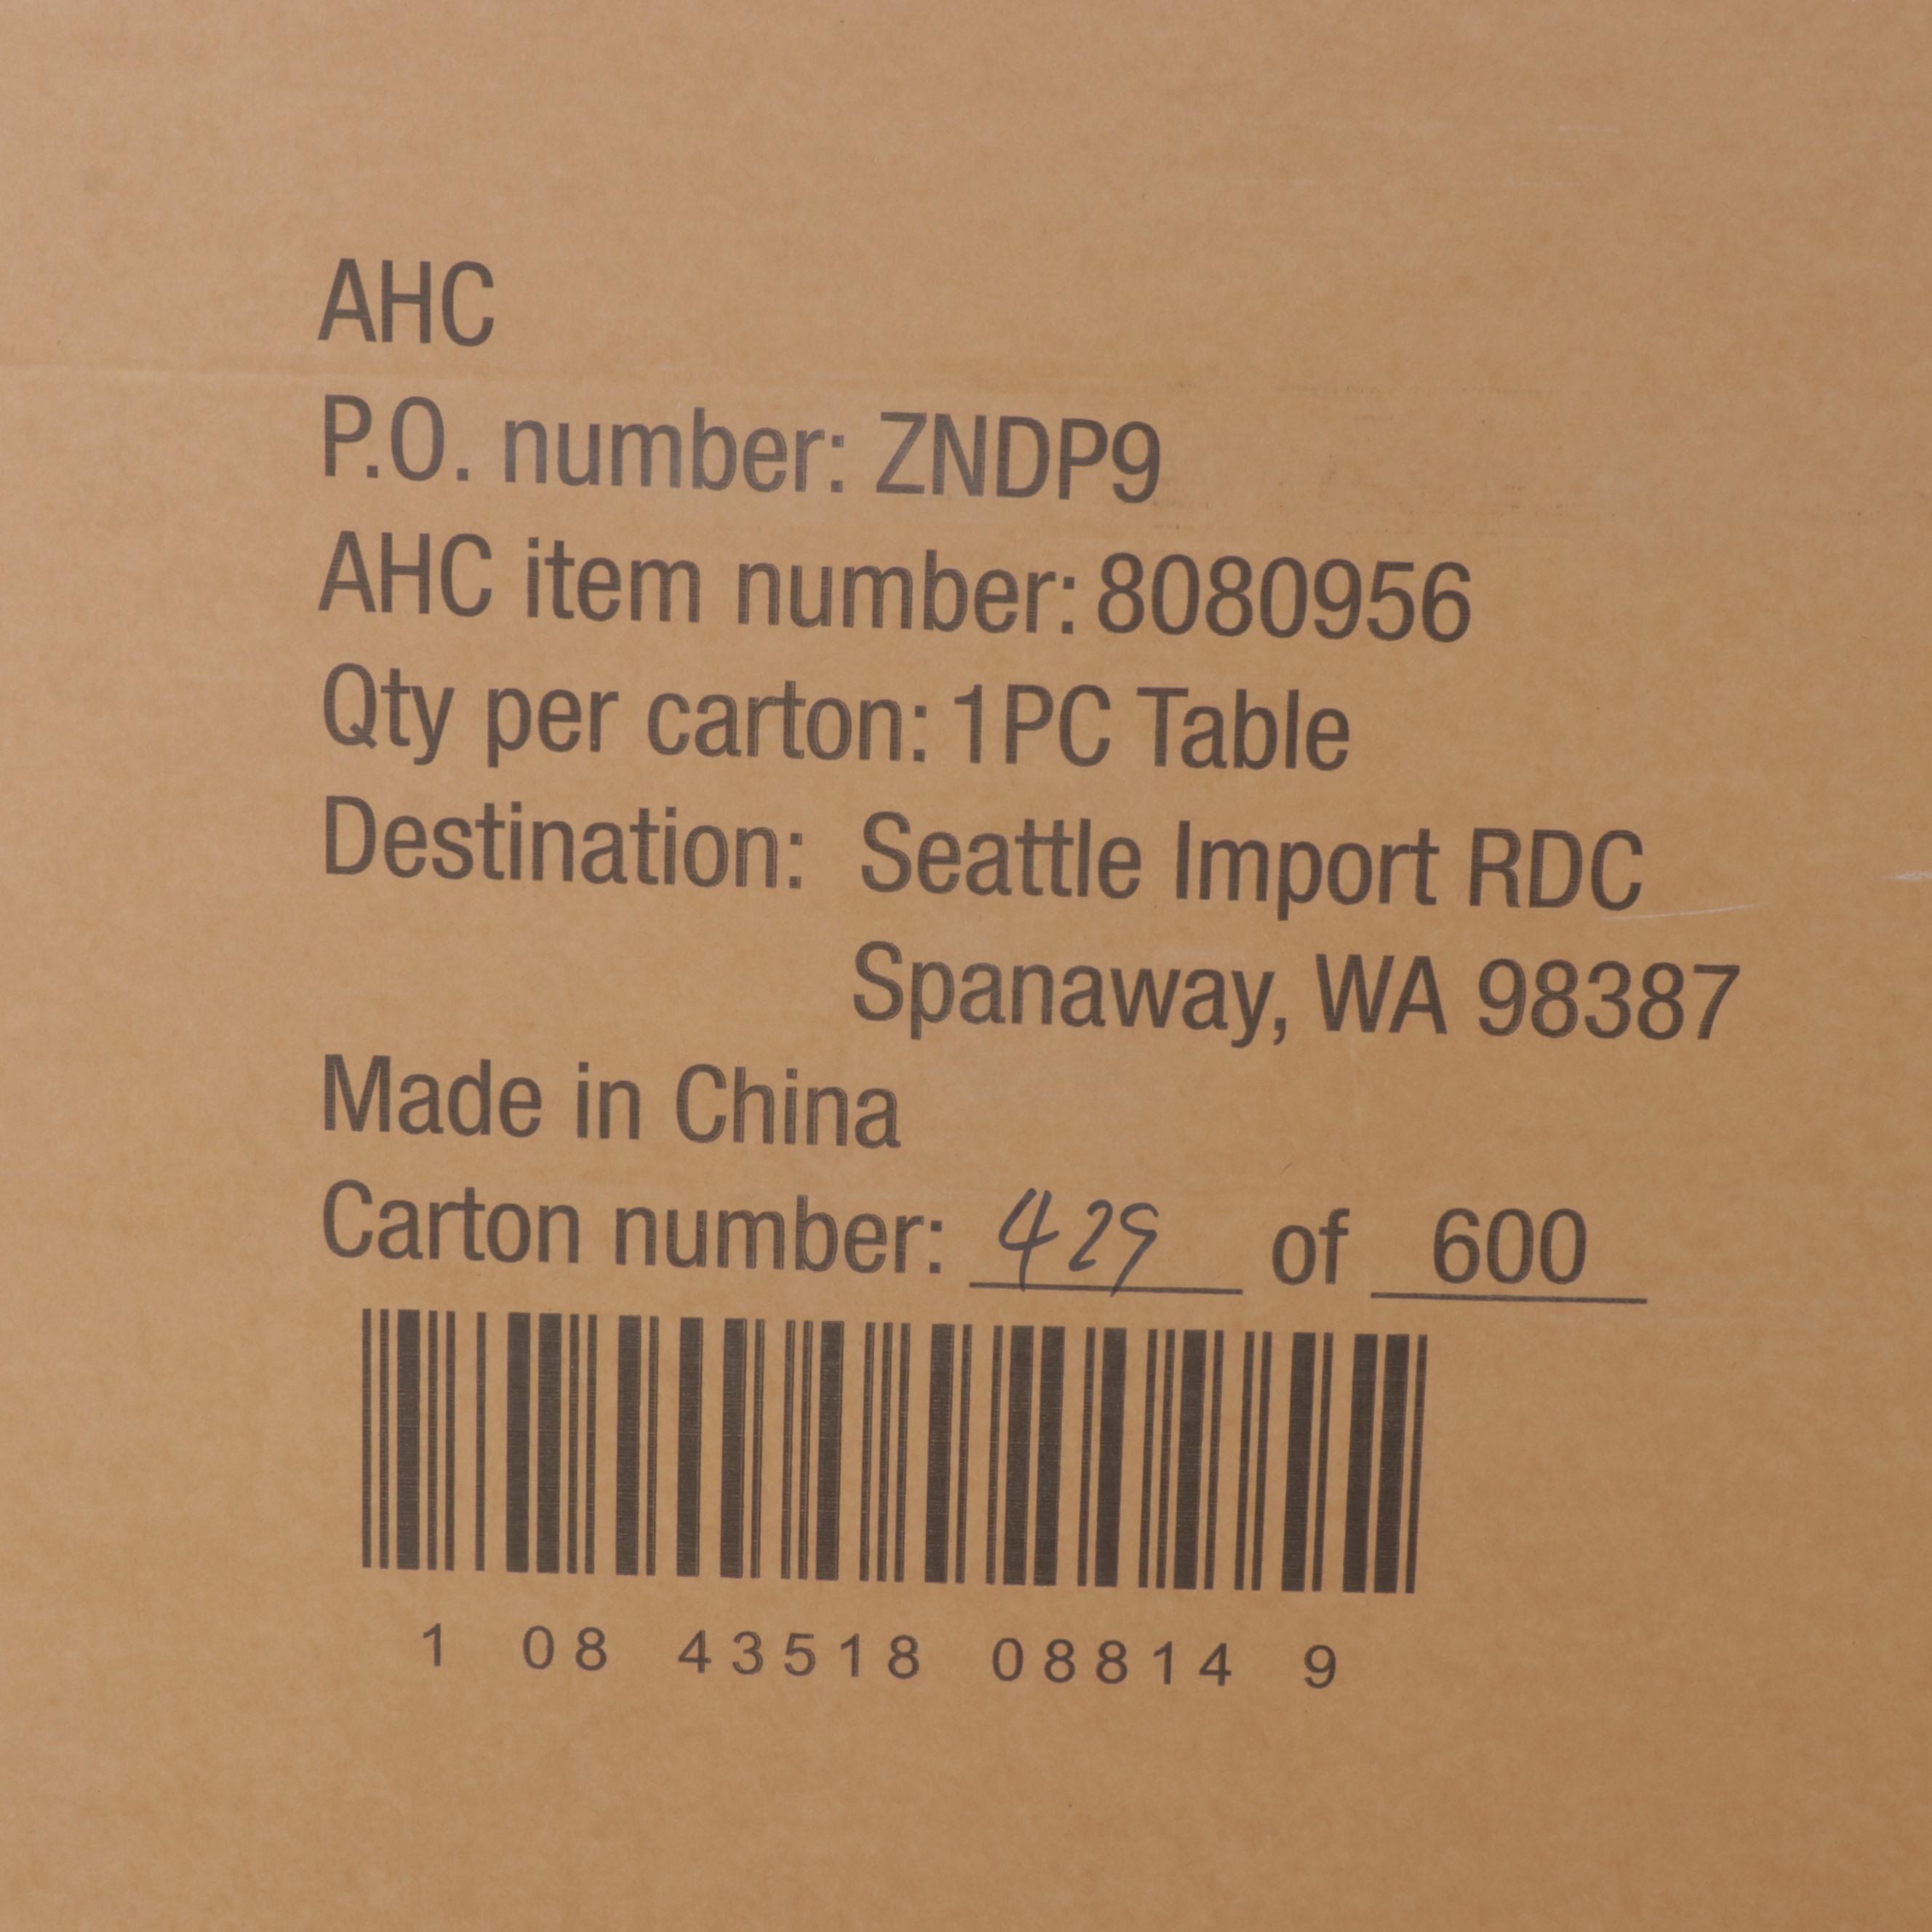 AHC
P.O. number: ZNDP9
AHC item number: 8080956
Qty per carton: 1PC Table
Destination: Seattle Import RDC
Spanaway, WA 98387
Made in China
Carton number: 429 of 600
1 08 43518 08814 9